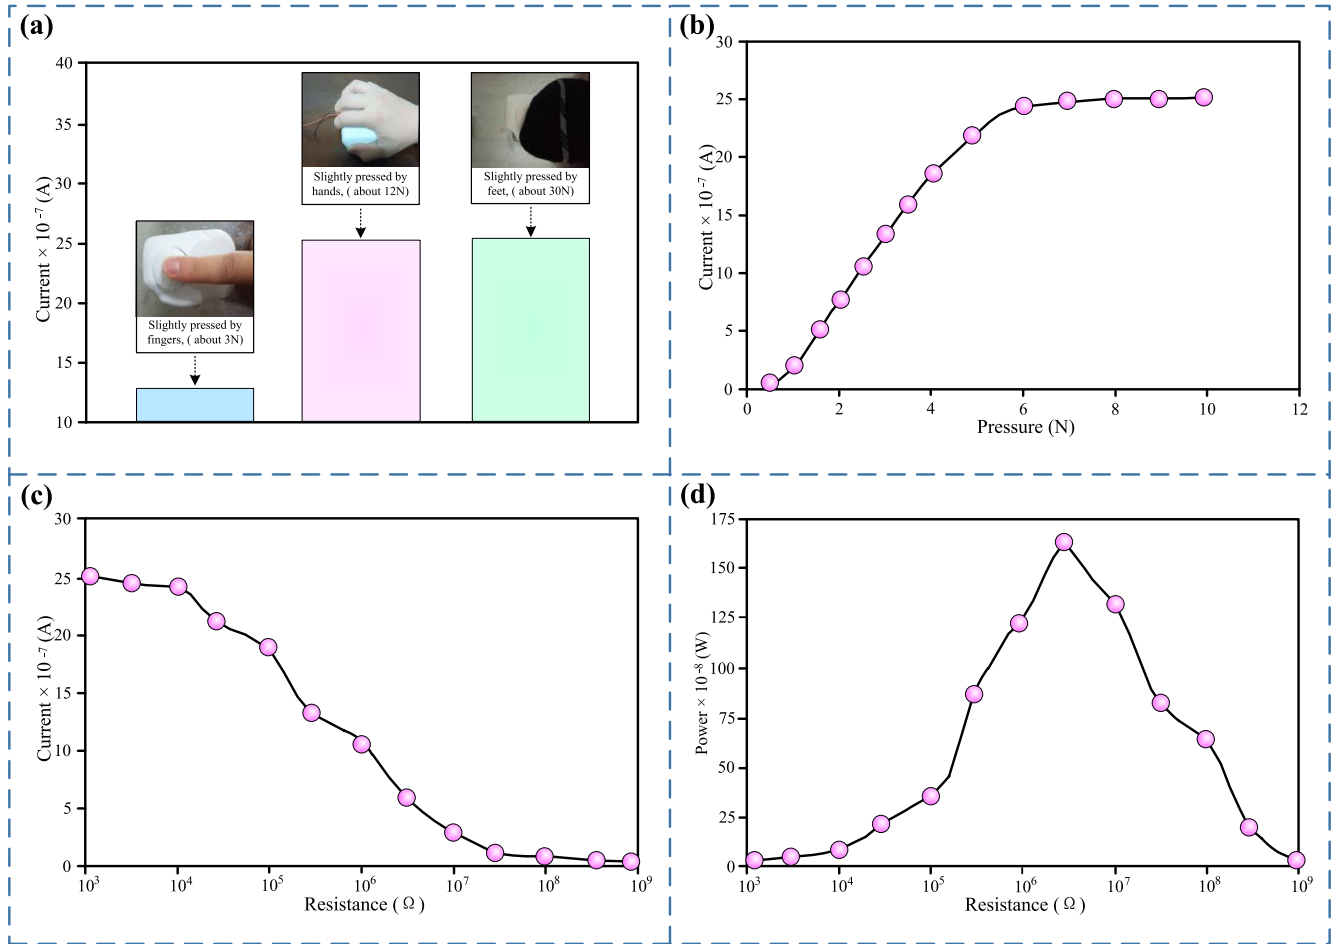 (a)
40
35
30
25
20
15
10
Current × 10 -7 (A)
Slightly pressed by
fingers, ( about 3N)
Slightly pressed by
hands, ( about 12N)
Slightly pressed by
feet, ( about 30N)
(b)
30
25
20
15
10
5
0
Current × 10 -7 (A)
0 2 4 6 8 10 12
Pressure (N)
(c)
30
25
20
15
10
5
0
Current × 10 -7 (A)
10³ 10⁴ 10⁵ 10⁶ 10⁷ 10⁸ 10⁹
Resistance ( Ω )
(d)
175
150
125
100
75
50
25
0
Power × 10 -8 (W)
10³ 10⁴ 10⁵ 10⁶ 10⁷ 10⁸ 10⁹
Resistance ( Ω )